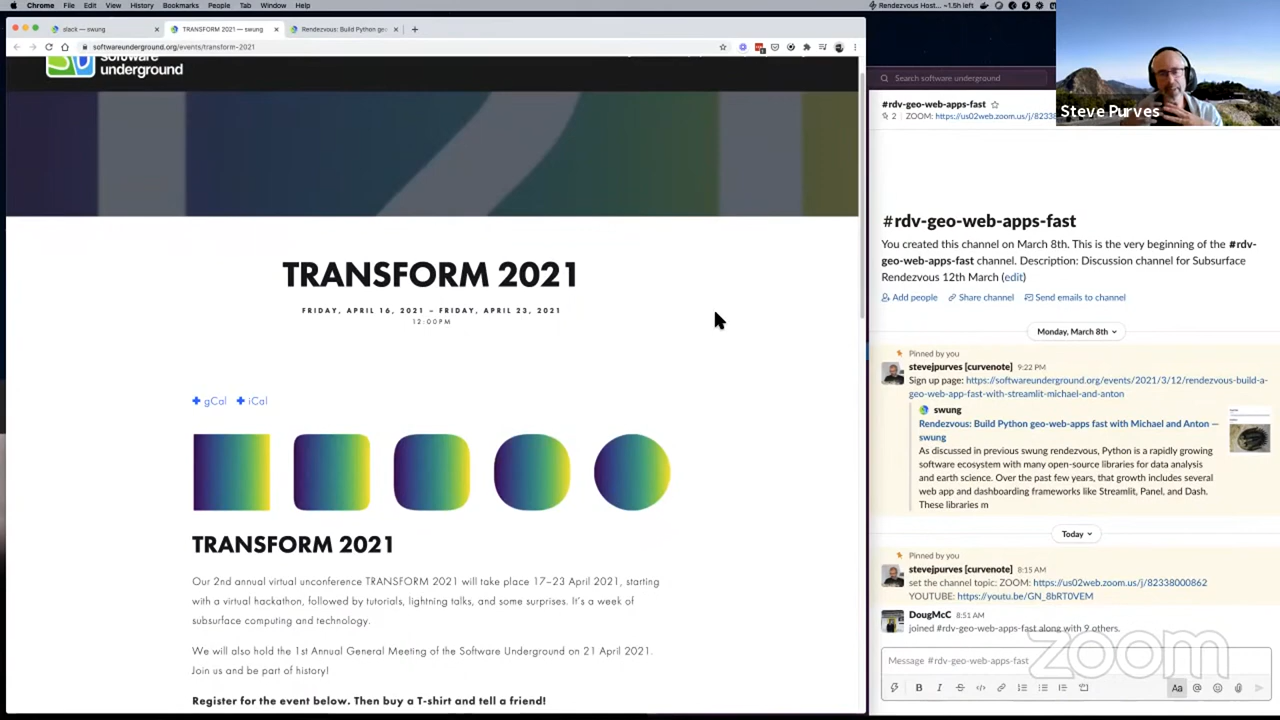 Chrome File Edit View History Bookmarks People Tab Window Help
Rendezvous Host... ~1.5h left
slack — swung
TRANSFORM 2021 — swung
Rendezvous: Build Python geo
softwareunderground.org/events/transform-2021
software
underground
TRANSFORM 2021
FRIDAY, APRIL 16, 2021 – FRIDAY, APRIL 23, 2021
12:00PM
gCal iCal
TRANSFORM 2021
Our 2nd annual virtual unconference TRANSFORM 2021 will take place 17–23 April 2021, starting
with a virtual hackathon, followed by tutorials, lightning talks, and some surprises. It's a week of
subsurface computing and technology.
We will also hold the 1st Annual General Meeting of the Software Underground on 21 April 2021.
Join us and be part of history!
Register for the event below. Then buy a T-shirt and tell a friend!
Search software underground
#rdv-geo-web-apps-fast
2 | ZOOM: https://us02web.zoom.us/j/8233
Steve Purves
#rdv-geo-web-apps-fast
You created this channel on March 8th. This is the very beginning of the #rdv-
geo-web-apps-fast channel. Description: Discussion channel for Subsurface
Rendezvous 12th March (edit)
Add people Share channel Send emails to channel
Monday, March 8th
Pinned by you
stevejpurves [curvenote] 9:22 PM
Sign up page: https://softwareunderground.org/events/2021/3/12/rendezvous-build-a-
geo-web-app-fast-with-streamlit-michael-and-anton
swung
Rendezvous: Build Python geo-web-apps fast with Michael and Anton —
swung
As discussed in previous swung rendezvous, Python is a rapidly growing
software ecosystem with many open-source libraries for data analysis
and earth science. Over the past few years, that growth includes several
web app and dashboarding frameworks like Streamlit, Panel, and Dash.
These libraries m
Today
Pinned by you
stevejpurves [curvenote] 8:15 AM
set the channel topic: ZOOM: https://us02web.zoom.us/j/82338000862
YOUTUBE: https://youtu.be/GN_8bRT0VEM
DougMcC 8:51 AM
joined #rdv-geo-web-apps-fast along with 9 others.
Message #rdv-geo-web-apps-fast
zoom
B I Aa